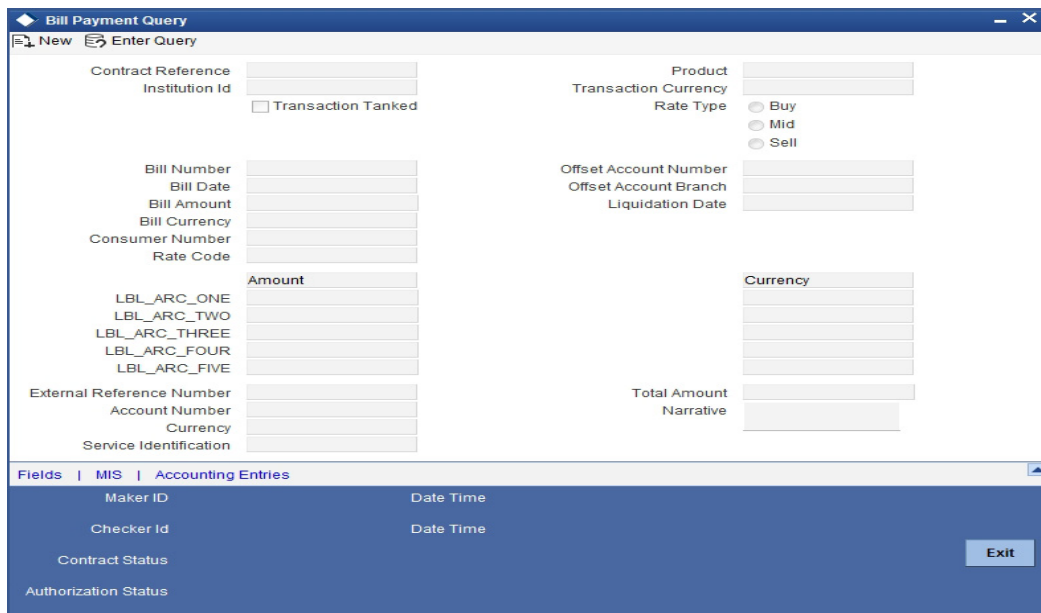 Bill Payment Query
New Enter Query
Contract Reference Product
Institution Id Transaction Currency
Transaction Tanked Rate Type Buy
Mid
Sell
Bill Number Offset Account Number
Bill Date Offset Account Branch
Bill Amount Liquidation Date
Bill Currency
Consumer Number
Rate Code
Amount Currency
LBL_ARC_ONE
LBL_ARC_TWO
LBL_ARC_THREE
LBL_ARC_FOUR
LBL_ARC_FIVE
External Reference Number Total Amount
Account Number Narrative
Currency
Service Identification
Fields | MIS | Accounting Entries
Maker ID Date Time
Checker Id Date Time
Contract Status Exit
Authorization Status